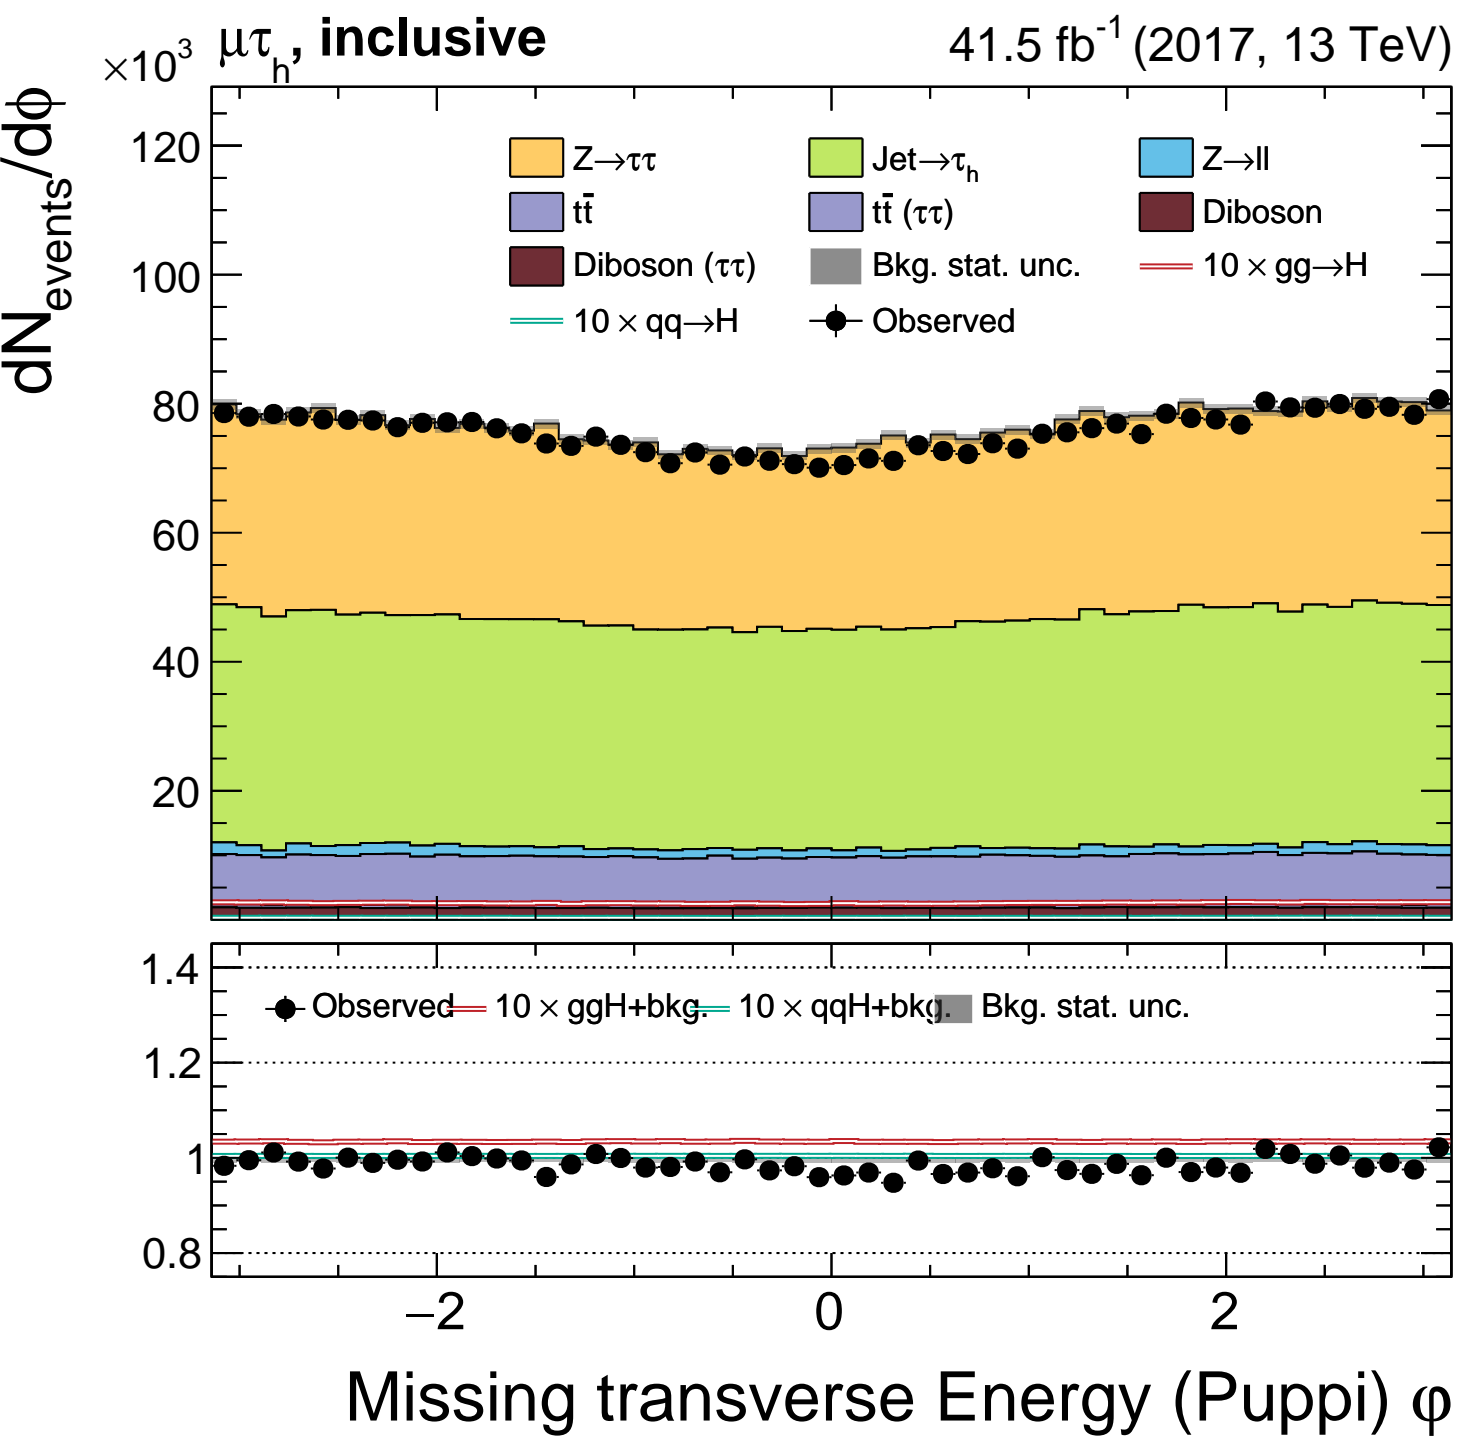 ×10³ μτ_h, inclusive 41.5 fb⁻¹ (2017, 13 TeV)
dN_events/dϕ
120
100
80
60
40
20
Z→ττ Jet→τ_h Z→ll
tt̄ tt̄ (ττ) Diboson
Diboson (ττ) Bkg. stat. unc. 10 × gg→H
10 × qq→H Observed
1.4
1.2
1
0.8
Observed 10 × ggH+bkg. 10 × qqH+bkg. Bkg. stat. unc.
−2 0 2
Missing transverse Energy (Puppi) φ